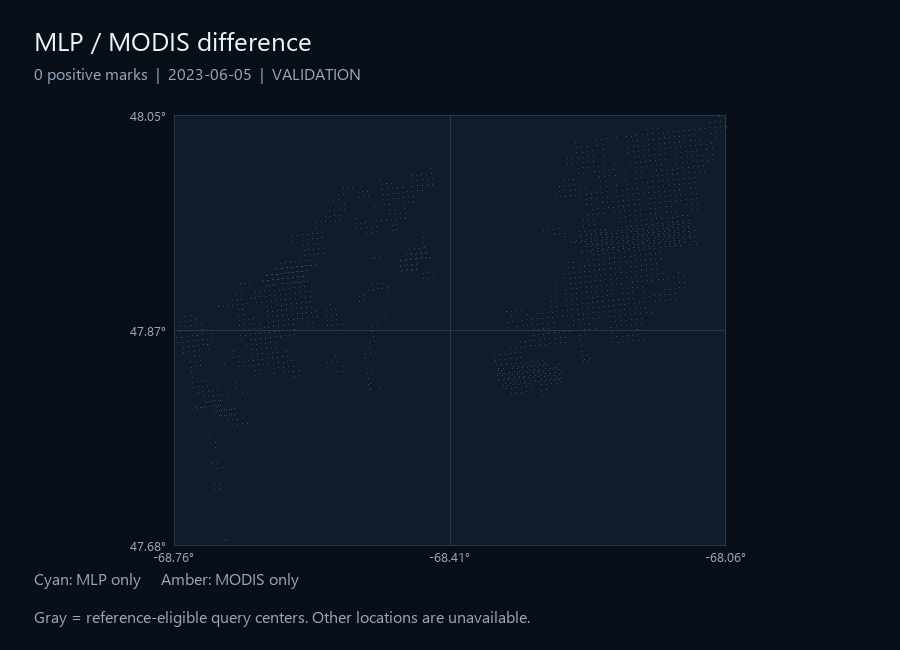 MLP / MODIS difference
0 positive marks | 2023-06-05 | VALIDATION
48.05°
47.87°
47.68°
-68.76° -68.41° -68.06°
Cyan: MLP only Amber: MODIS only
Gray = reference-eligible query centers. Other locations are unavailable.